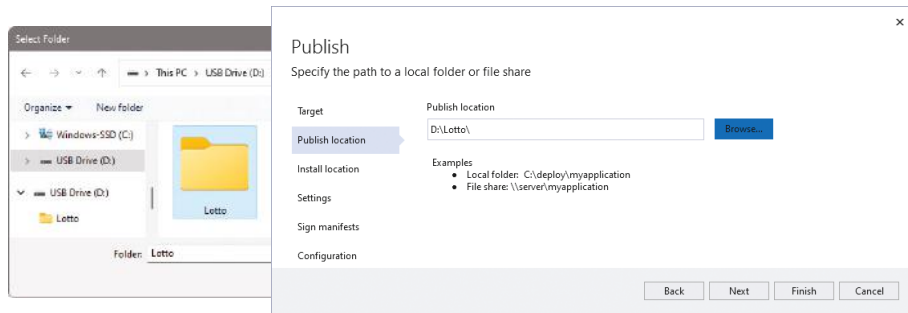 Select Folder
This PC > USB Drive (D:)
Organize
New folder
Windows-SSD (C:)
USB Drive (D:)
USB Drive (D:)
Lotto
Lotto
Folder: Lotto
Publish
Specify the path to a local folder or file share
Target
Publish location
Install location
Settings
Sign manifests
Configuration
Publish location
D:\Lotto\
Browse...
Examples
● Local folder: C:\deploy\myapplication
● File share: \\server\myapplication
Back
Next
Finish
Cancel